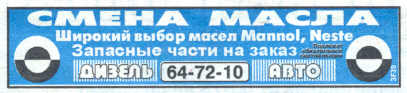 СМЕНА МАСЛА
Широкий выбор масел Mannol, Neste
Запасные части на заказ
ДИЗЕЛЬ 64-72-10 АВТО